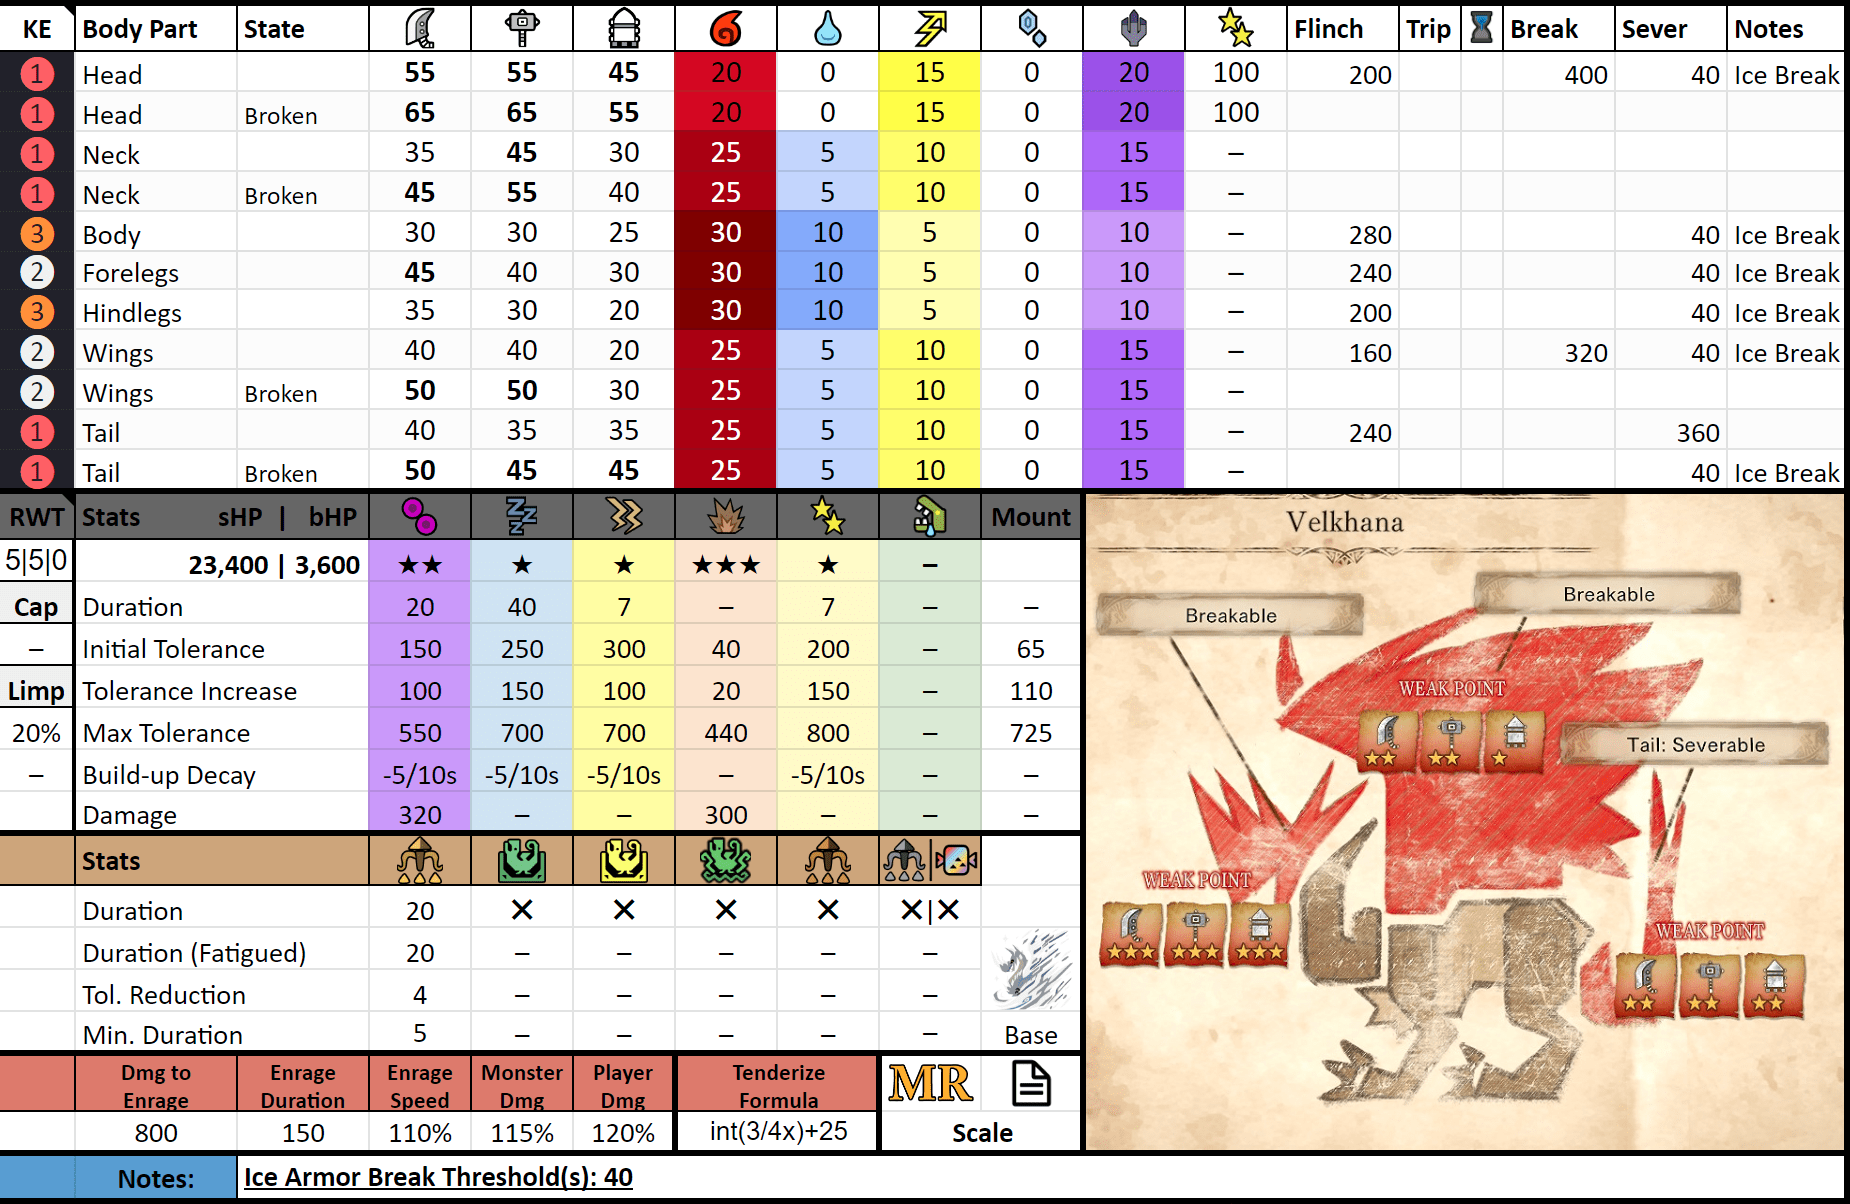 KE Body Part State Flinch Trip Break Sever Notes
1 Head 55 55 45 20 0 15 0 20 100 200 400 40 Ice Break
1 Head Broken 65 65 55 20 0 15 0 20 100
1 Neck 35 45 30 25 5 10 0 15 –
1 Neck Broken 45 55 40 25 5 10 0 15 –
3 Body 30 30 25 30 10 5 0 10 – 280 40 Ice Break
2 Forelegs 45 40 30 30 10 5 0 10 – 240 40 Ice Break
3 Hindlegs 35 30 20 30 10 5 0 10 – 200 40 Ice Break
2 Wings 40 40 20 25 5 10 0 15 – 160 320 40 Ice Break
2 Wings Broken 50 50 30 25 5 10 0 15 –
1 Tail 40 35 35 25 5 10 0 15 – 240 360
1 Tail Broken 50 45 45 25 5 10 0 15 – 40 Ice Break
RWT Stats sHP | bHP Mount
5|5|0 23,400 | 3,600 ★★ ★ ★ ★★★ ★ –
Cap Duration 20 40 7 – 7 – –
– Initial Tolerance 150 250 300 40 200 – 65
Limp Tolerance Increase 100 150 100 20 150 – 110
20% Max Tolerance 550 700 700 440 800 – 725
– Build-up Decay -5/10s -5/10s -5/10s – -5/10s – –
Damage 320 – – 300 – – –
Stats
Duration 20 ✕ ✕ ✕ ✕ ✕|✕
Duration (Fatigued) 20 – – – – –
Tol. Reduction 4 – – – – –
Min. Duration 5 – – – – – Base
Dmg to Enrage
Enrage Duration
Enrage Speed
Monster Dmg
Player Dmg
Tenderize Formula
MR
800 150 110% 115% 120% int(3/4x)+25 Scale
Notes: Ice Armor Break Threshold(s): 40
Velkhana
Breakable
Breakable
WEAK POINT
★★ ★★ ★
Tail: Severable
WEAK POINT
★★★ ★★★ ★★★
WEAK POINT
★★ ★★ ★★